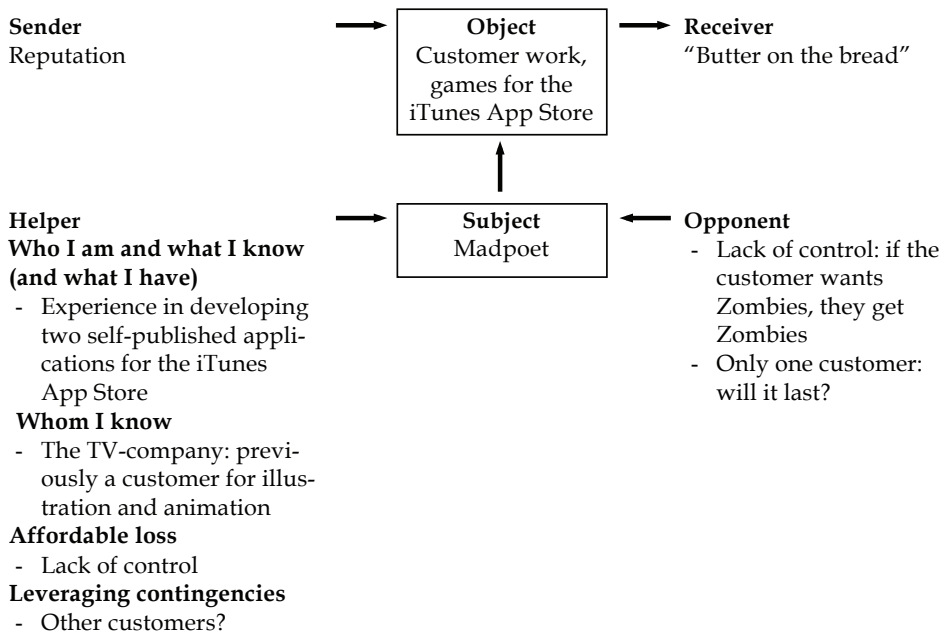 Sender
Reputation
Object
Customer work,
games for the
iTunes App Store
Receiver
“Butter on the bread”
Helper
Who I am and what I know
(and what I have)
- Experience in developing
two self-published appli-
cations for the iTunes
App Store
Whom I know
- The TV-company: previ-
ously a customer for illus-
tration and animation
Affordable loss
- Lack of control
Leveraging contingencies
- Other customers?
Subject
Madpoet
Opponent
- Lack of control: if the
customer wants
Zombies, they get
Zombies
- Only one customer:
will it last?